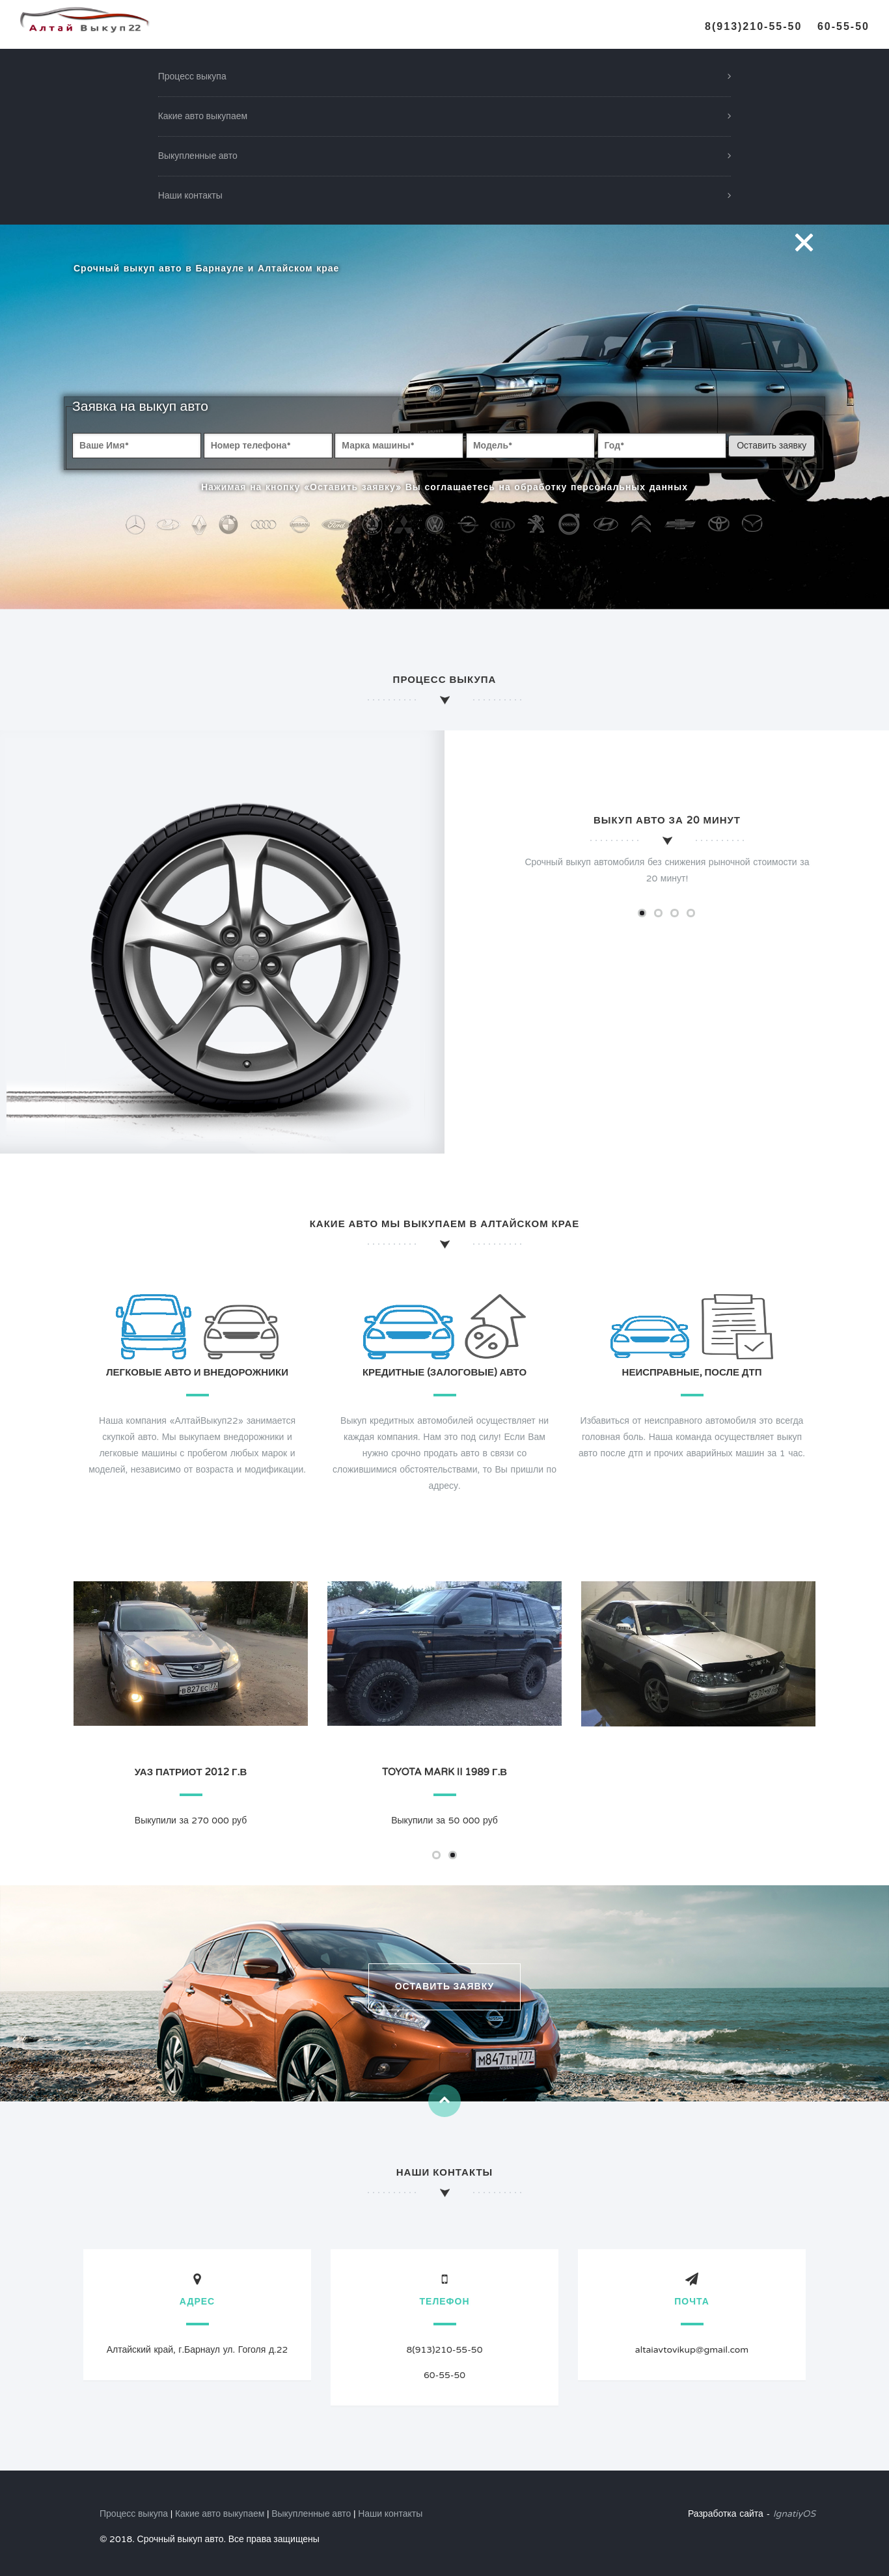 Алтай Выкуп22
8(913)210-55-50 60-55-50
Процесс выкупа
Какие авто выкупаем
Выкупленные авто
Наши контакты
Срочный выкуп авто в Барнауле и Алтайском крае
Заявка на выкуп авто
Ваше Имя* Номер телефона* Марка машины* Модель* Год* Оставить заявку
Нажимая на кнопку «Оставить заявку» Вы соглашаетесь на обработку персональных данных
Ford KIA
ПРОЦЕСС ВЫКУПА
ВЫКУП АВТО ЗА 20 МИНУТ
Срочный выкуп автомобиля без снижения рыночной стоимости за
20 минут!
КАКИЕ АВТО МЫ ВЫКУПАЕМ В АЛТАЙСКОМ КРАЕ
ЛЕГКОВЫЕ АВТО И ВНЕДОРОЖНИКИ
Наша компания «АлтайВыкуп22» занимается
скупкой авто. Мы выкупаем внедорожники и
легковые машины с пробегом любых марок и
моделей, независимо от возраста и модификации.
КРЕДИТНЫЕ (ЗАЛОГОВЫЕ) АВТО
Выкуп кредитных автомобилей осуществляет ни
каждая компания. Нам это под силу! Если Вам
нужно срочно продать авто в связи со
сложившимися обстоятельствами, то Вы пришли по
адресу.
НЕИСПРАВНЫЕ, ПОСЛЕ ДТП
Избавиться от неисправного автомобиля это всегда
головная боль. Наша команда осуществляет выкуп
авто после дтп и прочих аварийных машин за 1 час.
УАЗ ПАТРИОТ 2012 Г.В
Выкупили за 270 000 руб
TOYOTA MARK II 1989 Г.В
Выкупили за 50 000 руб
ОСТАВИТЬ ЗАЯВКУ
М847ТН 777
НАШИ КОНТАКТЫ
АДРЕС
Алтайский край, г.Барнаул ул. Гоголя д.22
ТЕЛЕФОН
8(913)210-55-50
60-55-50
ПОЧТА
altaiavtovikup@gmail.com
Процесс выкупа | Какие авто выкупаем | Выкупленные авто | Наши контакты
Разработка сайта - IgnatiyOS
© 2018. Срочный выкуп авто. Все права защищены